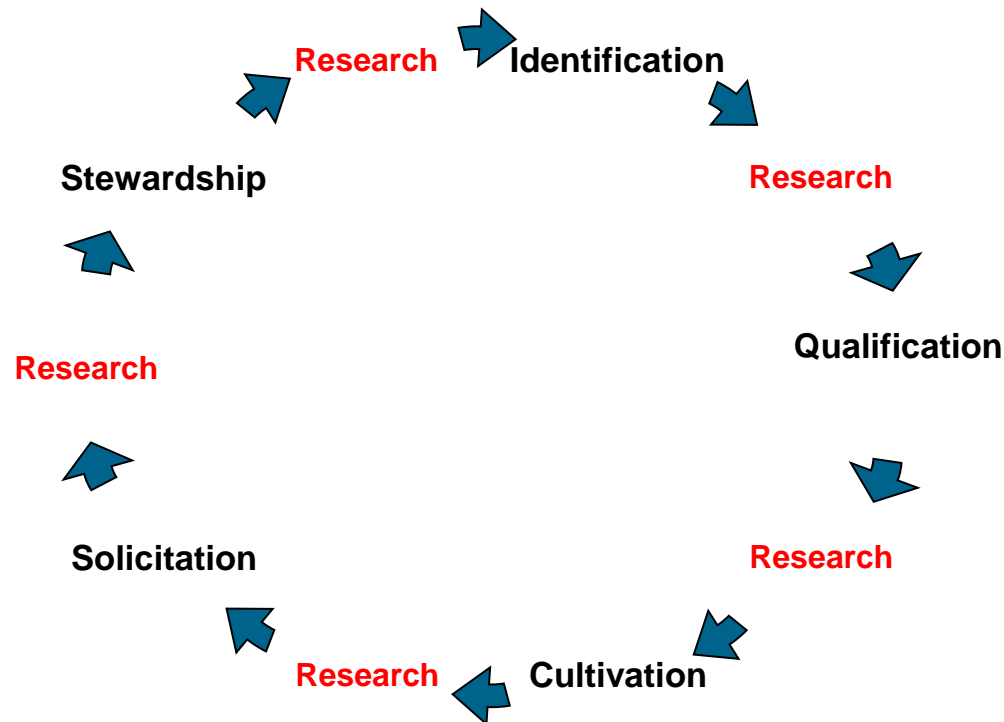 Research
Identification
Research
Qualification
Research
Cultivation
Research
Solicitation
Research
Stewardship